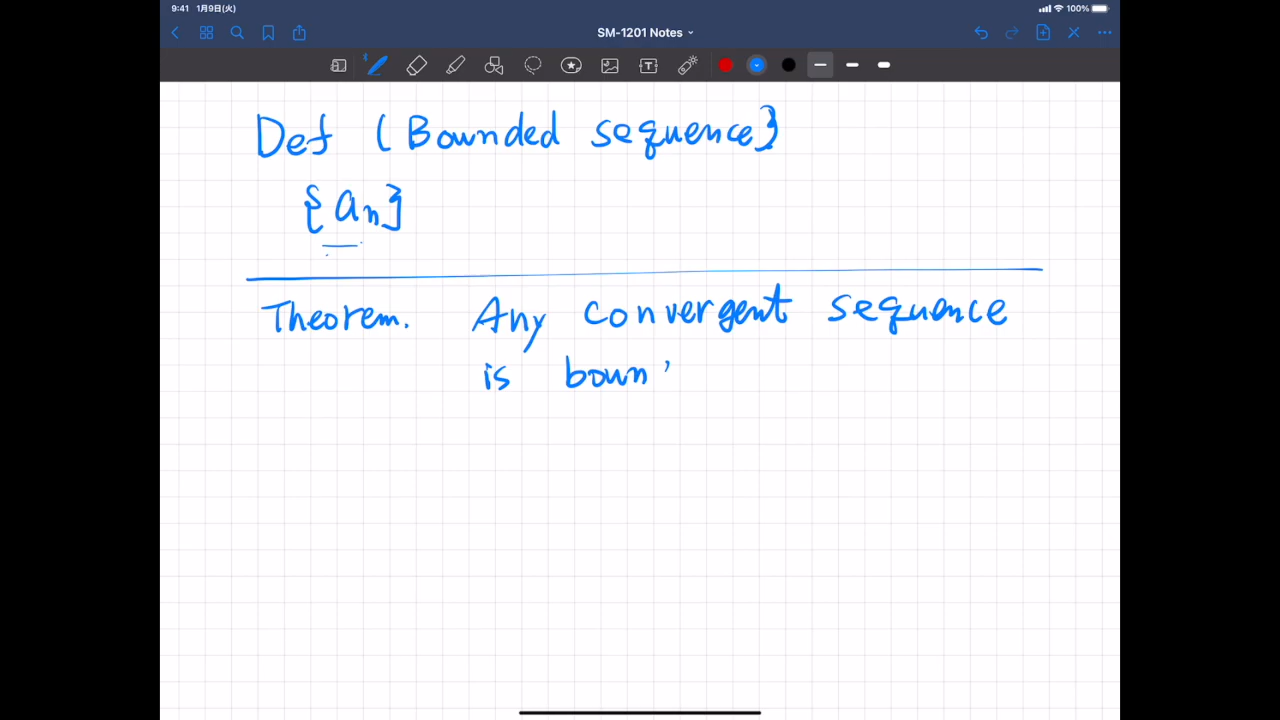 9:41 1月9日(火) 100%
SM-1201 Notes
Def (Bounded sequence}
{an}
Theorem. Any convergent sequence
is boun